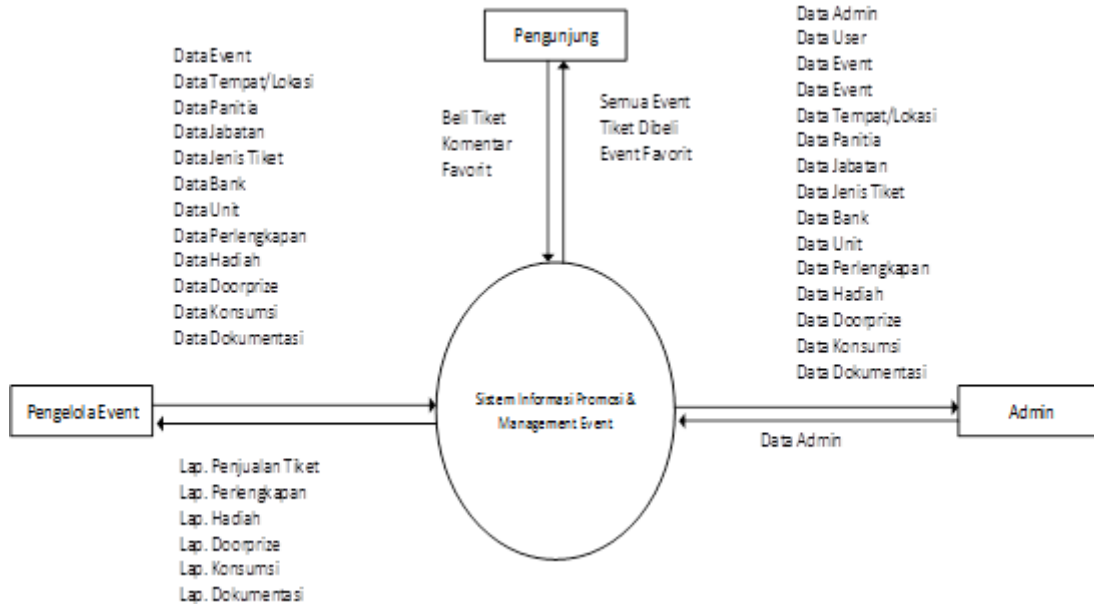 Pengunjung
Data Event
Data Tempat/Lokasi
Data Panitia
Data Jabatan
Data Jenis Tiket
Data Bank
Data Unit
Data Perlengkapan
Data Hadiah
Data Doorprize
Data Konsumsi
Data Dokumentasi
Beli Tiket
Komentar
Favorit
Semua Event
Tiket Dibeli
Event Favorit
Data Admin
Data User
Data Event
Data Event
Data Tempat/Lokasi
Data Panitia
Data Jabatan
Data Jenis Tiket
Data Bank
Data Unit
Data Perlengkapan
Data Hadiah
Data Doorprize
Data Konsumsi
Data Dokumentasi
Pengelola Event
Sistem Informasi Promosi &
Management Event
Admin
Data Admin
Lap. Penjualan Tiket
Lap. Perlengkapan
Lap. Hadiah
Lap. Doorprize
Lap. Konsumsi
Lap. Dokumentasi